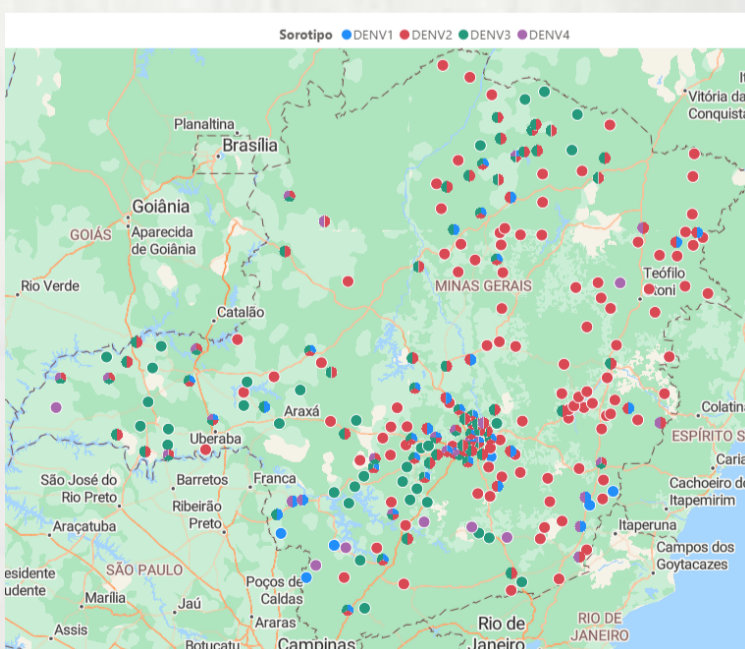 Sorotipo DENV1 DENV2 DENV3 DENV4
Vitória da
Conquista
Planaltina
Brasília
Goiânia
GOIÁS
Aparecida
de Goiânia
Rio Verde
MINAS GERAIS
Teófilo
Catalão
Araxá
Colatina
Uberaba
ESPÍRITO S
Caria
São José do
Rio Preto
Barretos
Franca
Cachoeiro de
Itapemirim
Ribeirão
Preto
Araçatuba
Itaperuna
Campos dos
Goytacazes
esidente
udente
SÃO PAULO
Poços de
Caldas
Marília
Jaú
Araras
Rio de
Janeiro
RIO DE
JANEIRO
Assis
Botucatu
Campinas